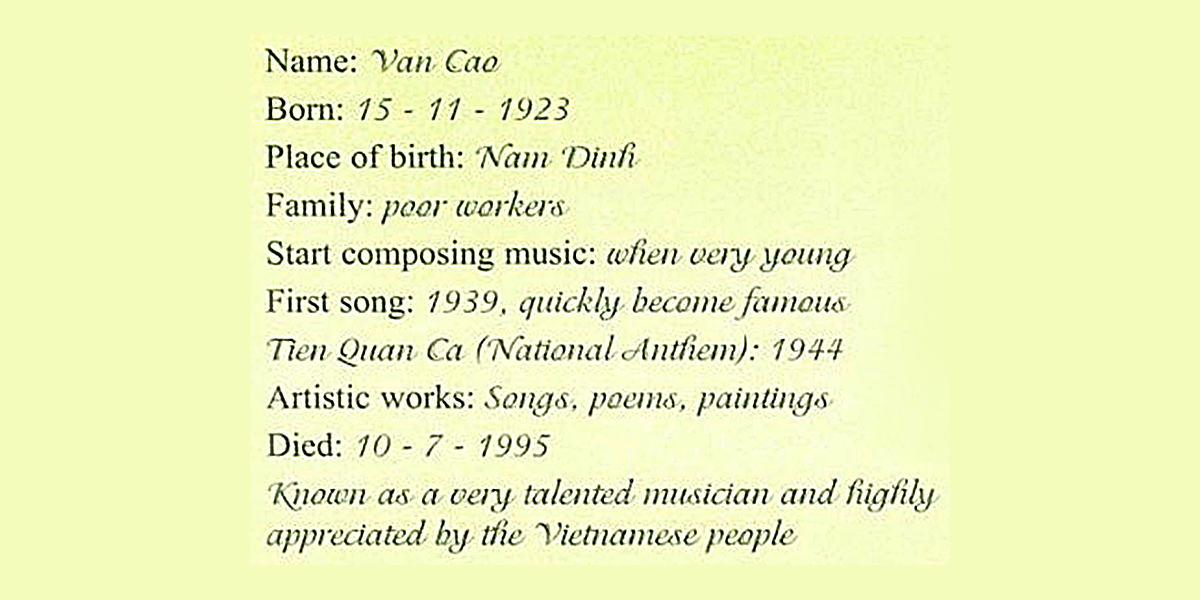 Name: Van Cao
Born: 15 - 11 - 1923
Place of birth: Nam Dinh
Family: poor workers
Start composing music: when very young
First song: 1939, quickly become famous
Tien Quan Ca (National Anthem): 1944
Artistic works: Songs, poems, paintings
Died: 10 - 7 - 1995
Known as a very talented musician and highly
appreciated by the Vietnamese people